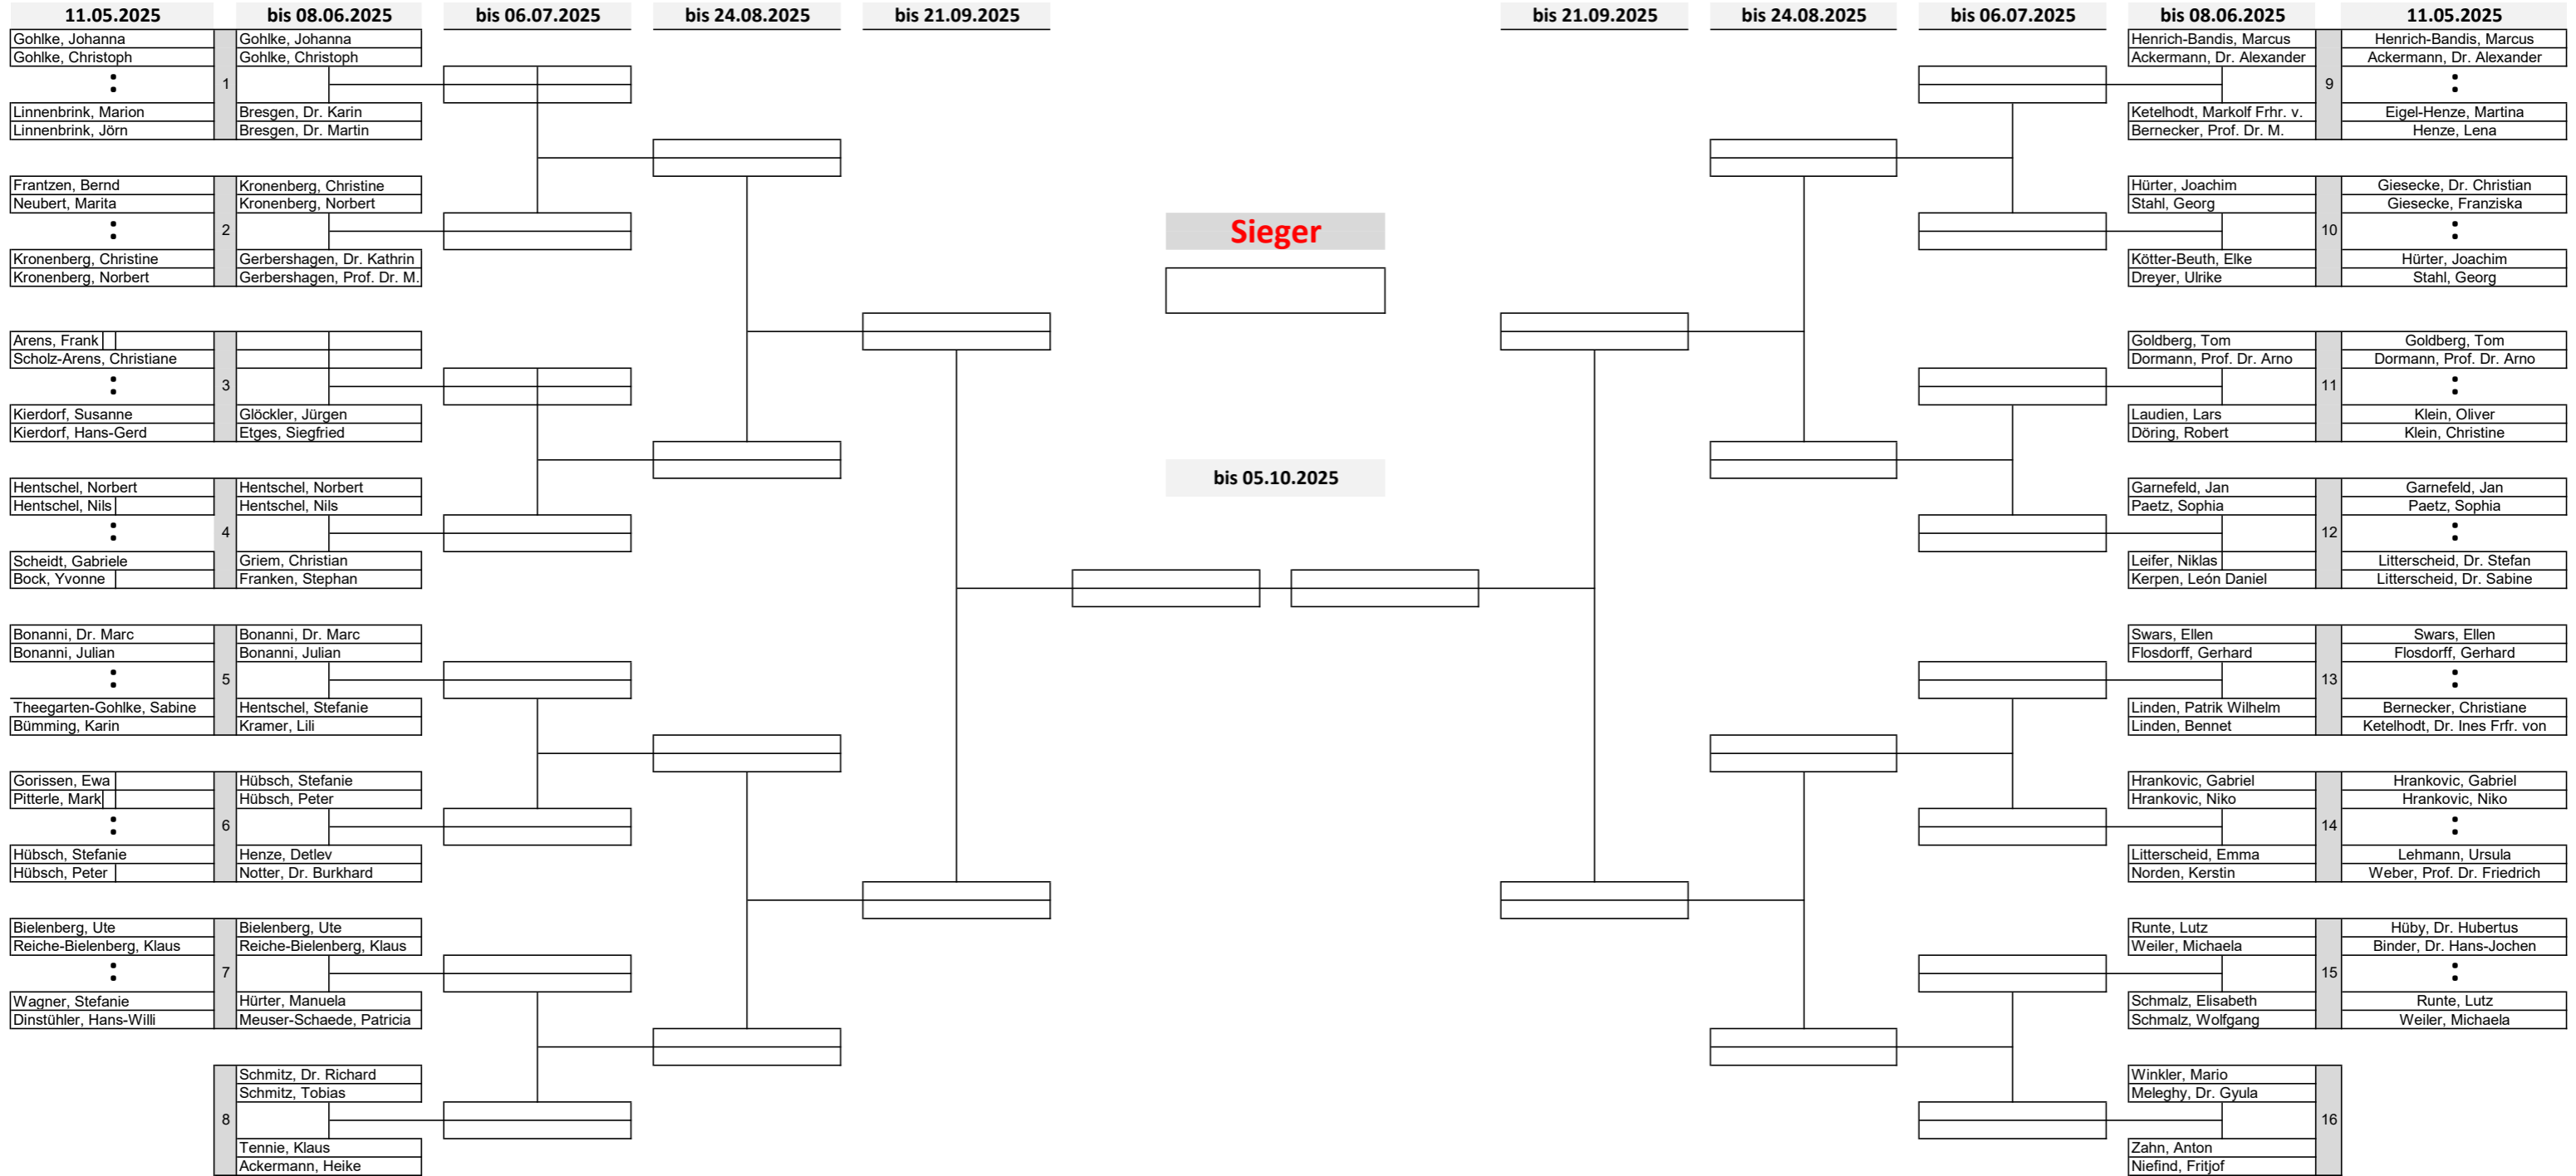 11.05.2025 bis 08.06.2025 bis 06.07.2025 bis 24.08.2025 bis 21.09.2025 bis 21.09.2025 bis 24.08.2025 bis 06.07.2025 bis 08.06.2025 11.05.2025
Gohlke, Johanna Gohlke, Johanna Henrich-Bandis, Marcus Henrich-Bandis, Marcus
Gohlke, Christoph Gohlke, Christoph Ackermann, Dr. Alexander Ackermann, Dr. Alexander
: 1 9 :
Linnenbrink, Marion Bresgen, Dr. Karin Ketelhodt, Markolf Frhr. v. Eigel-Henze, Martina
Linnenbrink, Jörn Bresgen, Dr. Martin Bernecker, Prof. Dr. M. Henze, Lena
Frantzen, Bernd Kronenberg, Christine Hürter, Joachim Giesecke, Dr. Christian
Neubert, Marita Kronenberg, Norbert Stahl, Georg Giesecke, Franziska
: 2 Sieger 10 :
Kronenberg, Christine Gerbershagen, Dr. Kathrin Kötter-Beuth, Elke Hürter, Joachim
Kronenberg, Norbert Gerbershagen, Prof. Dr. M. Dreyer, Ulrike Stahl, Georg
Arens, Frank Goldberg, Tom Goldberg, Tom
Scholz-Arens, Christiane Dormann, Prof. Dr. Arno Dormann, Prof. Dr. Arno
: 3 11 :
Kierdorf, Susanne Glöckler, Jürgen Laudien, Lars Klein, Oliver
Kierdorf, Hans-Gerd Etges, Siegfried Döring, Robert Klein, Christine
bis 05.10.2025
Hentschel, Norbert Hentschel, Norbert Garnefeld, Jan Garnefeld, Jan
Hentschel, Nils Hentschel, Nils Paetz, Sophia Paetz, Sophia
: 4 12 :
Scheidt, Gabriele Griem, Christian Leifer, Niklas Litterscheid, Dr. Stefan
Bock, Yvonne Franken, Stephan Kerpen, León Daniel Litterscheid, Dr. Sabine
Bonanni, Dr. Marc Bonanni, Dr. Marc Swars, Ellen Swars, Ellen
Bonanni, Julian Bonanni, Julian Flosdorff, Gerhard Flosdorff, Gerhard
: 5 13 :
Theegarten-Gohlke, Sabine Hentschel, Stefanie Linden, Patrik Wilhelm Bernecker, Christiane
Bümming, Karin Kramer, Lili Linden, Bennet Ketelhodt, Dr. Ines Frfr. von
Gorissen, Ewa Hübsch, Stefanie Hrankovic, Gabriel Hrankovic, Gabriel
Pitterle, Mark Hübsch, Peter Hrankovic, Niko Hrankovic, Niko
: 6 14 :
Hübsch, Stefanie Henze, Detlev Litterscheid, Emma Lehmann, Ursula
Hübsch, Peter Notter, Dr. Burkhard Norden, Kerstin Weber, Prof. Dr. Friedrich
Bielenberg, Ute Bielenberg, Ute Runte, Lutz Hüby, Dr. Hubertus
Reiche-Bielenberg, Klaus Reiche-Bielenberg, Klaus Weiler, Michaela Binder, Dr. Hans-Jochen
: 7 15 :
Wagner, Stefanie Hürter, Manuela Schmalz, Elisabeth Runte, Lutz
Dinstühler, Hans-Willi Meuser-Schaede, Patricia Schmalz, Wolfgang Weiler, Michaela
Schmitz, Dr. Richard Winkler, Mario
Schmitz, Tobias Meleghy, Dr. Gyula
8 16
Tennie, Klaus Zahn, Anton
Ackermann, Heike Niefind, Fritjof